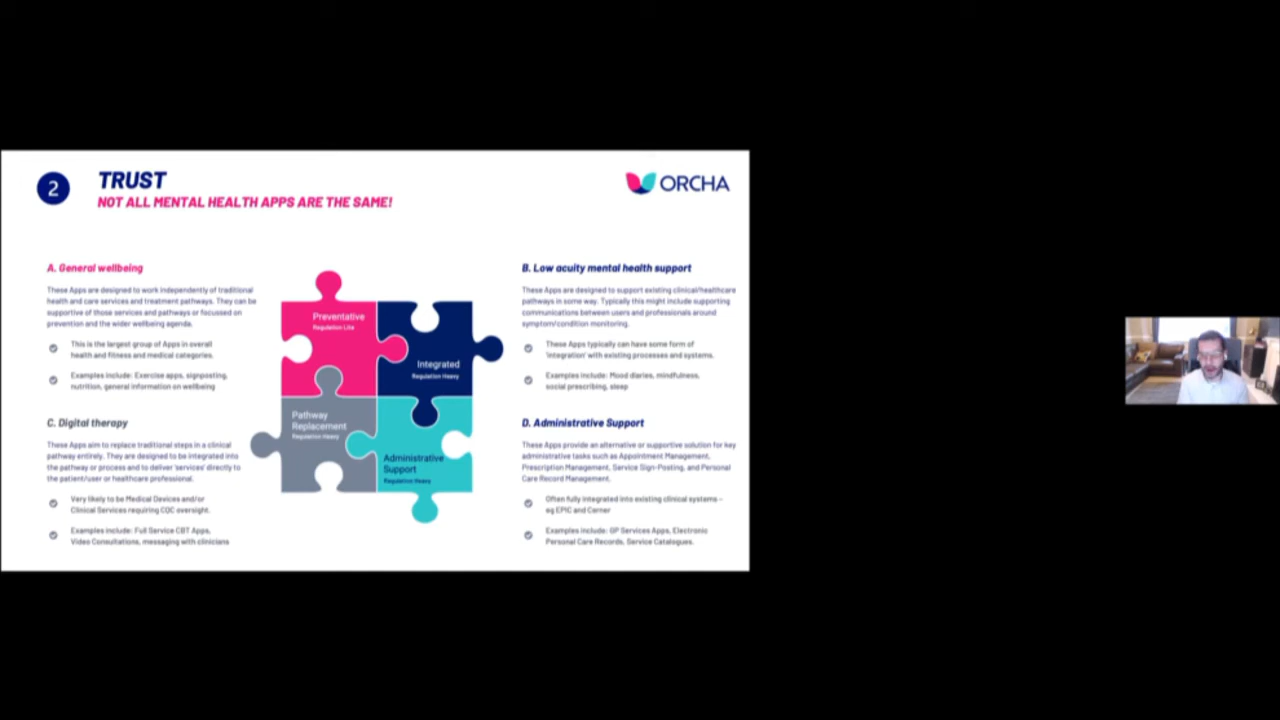 2
TRUST
NOT ALL MENTAL HEALTH APPS ARE THE SAME!
ORCHA
A. General wellbeing
These Apps are designed to work independently of traditional
health and care services and treatment pathways. They can be
supportive of those services and pathways or focussed on
prevention and the wider wellbeing agenda.
This is the largest group of Apps in overall
health and fitness and medical categories.
Examples include: Exercise apps, signposting,
nutrition, general information on wellbeing
C. Digital therapy
These Apps aim to replace traditional steps in a clinical
pathway entirely. They are designed to be integrated into
the pathway or process and to deliver 'services' directly to
the patient/user or healthcare professional.
Very likely to be Medical Devices and/or
Clinical Services requiring CQC oversight.
Examples include: Full Service CBT Apps,
Video Consultations, messaging with clinicians
Preventative
Regulation Lite
Integrated
Regulation Heavy
Pathway
Replacement
Regulation Heavy
Administrative
Support
Regulation Heavy
B. Low acuity mental health support
These Apps are designed to support existing clinical/healthcare
pathways in some way. Typically this might include supporting
communications between users and professionals around
symptom/condition monitoring.
These Apps typically can have some form of
'integration' with existing processes and systems.
Examples include: Mood diaries, mindfulness,
social prescribing, sleep
D. Administrative Support
These Apps provide an alternative or supportive solution for key
administrative tasks such as Appointment Management,
Prescription Management, Service Sign-Posting, and Personal
Care Record Management.
Often fully integrated into existing clinical systems –
eg EPIC and Cerner
Examples include: GP Services Apps, Electronic
Personal Care Records, Service Catalogues.